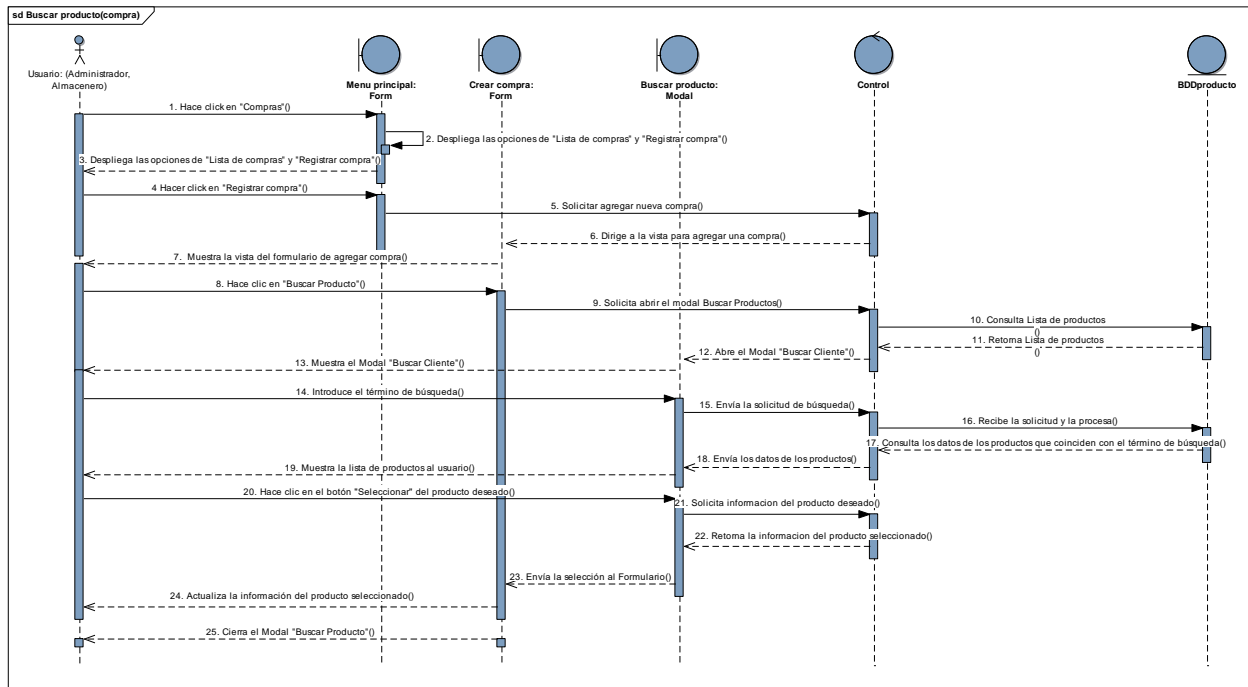 sd Buscar producto(compra)
Usuario: (Administrador,
Almacenero)
Menu principal:
Form
Crear compra:
Form
Buscar producto:
Modal
Control
BDDproducto
1. Hace click en "Compras"()
2. Despliega las opciones de "Lista de compras" y "Registrar compra"()
3. Despliega las opciones de "Lista de compras" y "Registrar compra"()
4 Hacer click en "Registrar compra"()
5. Solicitar agregar nueva compra()
6. Dirige a la vista para agregar una compra()
7. Muestra la vista del formulario de agregar compra()
8. Hace clic en "Buscar Producto"()
9. Solicita abrir el modal Buscar Productos()
10. Consulta Lista de productos
()
11. Retorna Lista de productos
()
12. Abre el Modal "Buscar Cliente"()
13. Muestra el Modal "Buscar Cliente"()
14. Introduce el término de búsqueda()
15. Envía la solicitud de búsqueda()
16. Recibe la solicitud y la procesa()
17. Consulta los datos de los productos que coinciden con el término de búsqueda()
18. Envía los datos de los productos()
19. Muestra la lista de productos al usuario()
20. Hace clic en el botón "Seleccionar" del producto deseado()
21. Solicita informacion del producto deseado()
22. Retorna la informacion del producto seleccionado()
23. Envía la selección al Formulario()
24. Actualiza la información del producto seleccionado()
25. Cierra el Modal "Buscar Producto"()